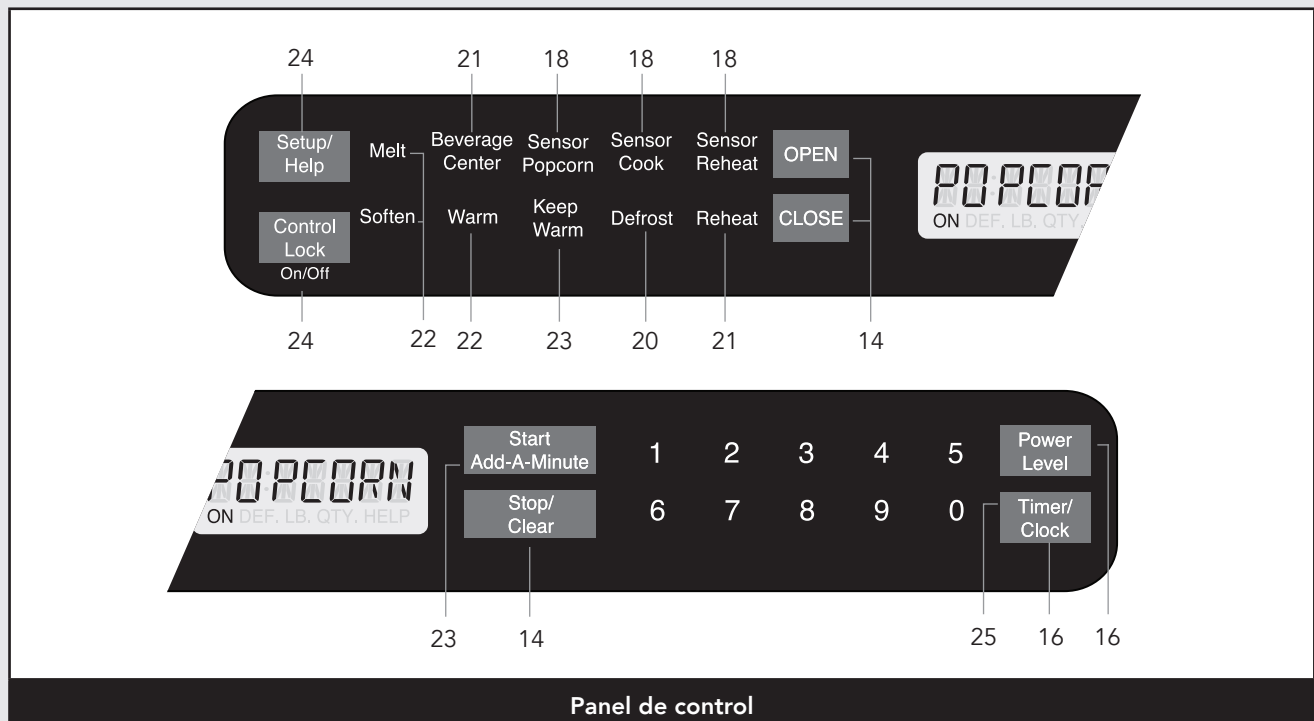 24 21 18 18 18
Setup/
Help
Melt
Beverage
Center
Sensor
Popcorn
Sensor
Cook
Sensor
Reheat
OPEN
Control
Lock
On/Off
Soften
Warm
Keep
Warm
Defrost
Reheat
CLOSE
POPCOR
ON DEF. LB. QTY.
24 22 22 23 20 21 14
POPCORN
ON DEF. LB. QTY. HELP
Start
Add-A-Minute
1 2 3 4 5
Power
Level
Stop/
Clear
6 7 8 9 0
Timer/
Clock
23 14 25 16 16
Panel de control